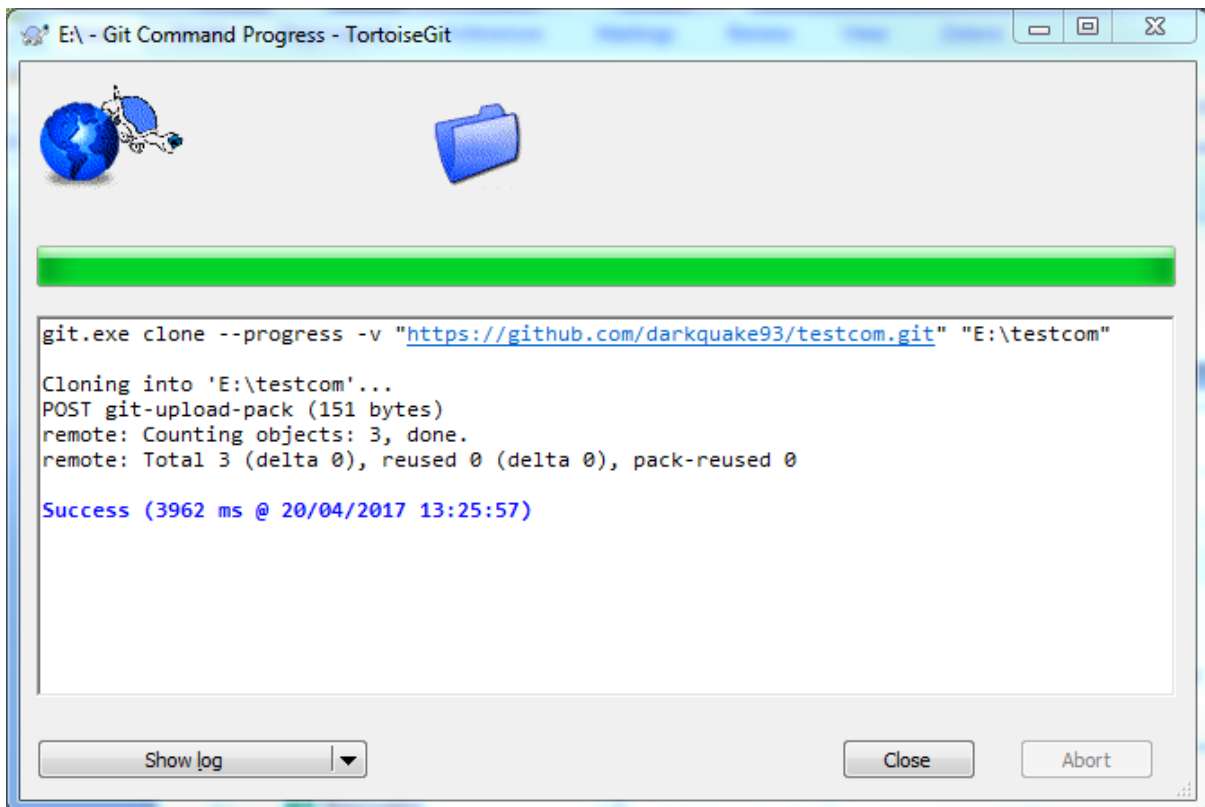 E:\ - Git Command Progress - TortoiseGit
git.exe clone --progress -v "https://github.com/darkquake93/testcom.git" "E:\testcom"
Cloning into 'E:\testcom'...
POST git-upload-pack (151 bytes)
remote: Counting objects: 3, done.
remote: Total 3 (delta 0), reused 0 (delta 0), pack-reused 0
Success (3962 ms @ 20/04/2017 13:25:57)
Show log
Close
Abort